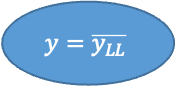 $y = \overline{y_{LL}}$